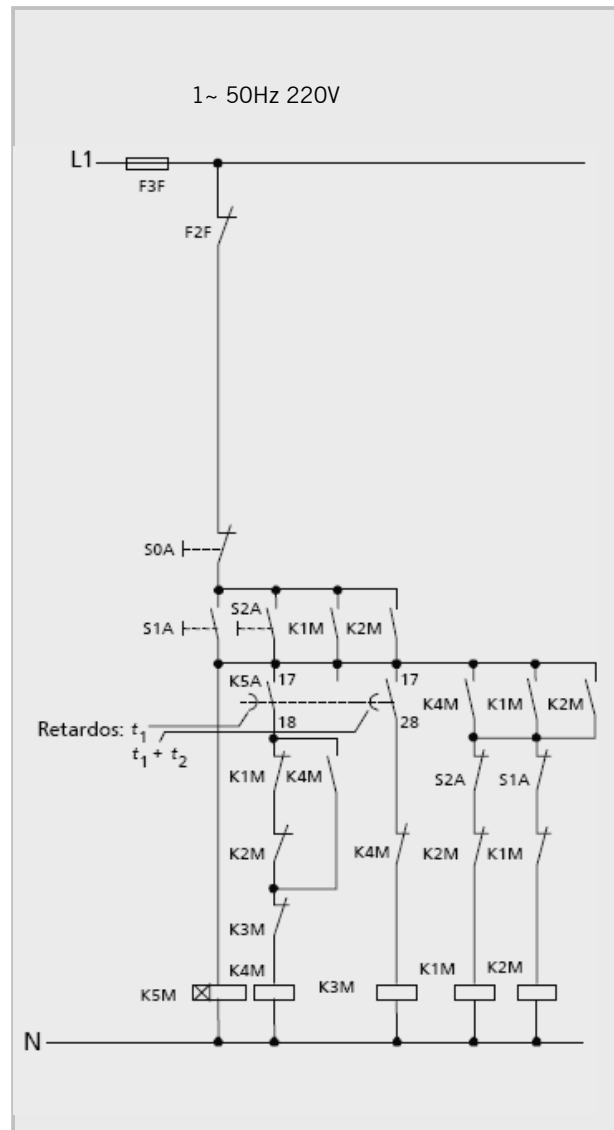 1~ 50Hz 220V
L1
F3F
F2F
S0A
S2A
S1A K1M K2M
K5A 17 17
K4M K1M K2M
Retardos: t1
18 28
t1 + t2
K1M K4M
S2A S1A
K2M K4M K2M K1M
K3M
K4M K1M K2M
K5M K3M
N